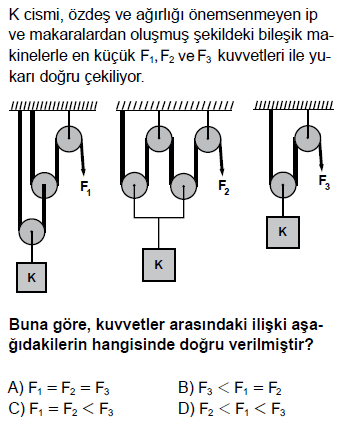 K cismi, özdeş ve ağırlığı önemsenmeyen ip
ve makaralardan oluşmuş şekildeki bileşik ma-
kinelerle en küçük F₁, F₂ ve F₃ kuvvetleri ile yu-
karı doğru çekiliyor.
F₁
F₂
F₃
K
K
K
Buna göre, kuvvetler arasındaki ilişki aşa-
ğıdakilerin hangisinde doğru verilmiştir?
A) F₁ = F₂ = F₃
B) F₃ < F₁ = F₂
C) F₁ = F₂ < F₃
D) F₂ < F₁ < F₃